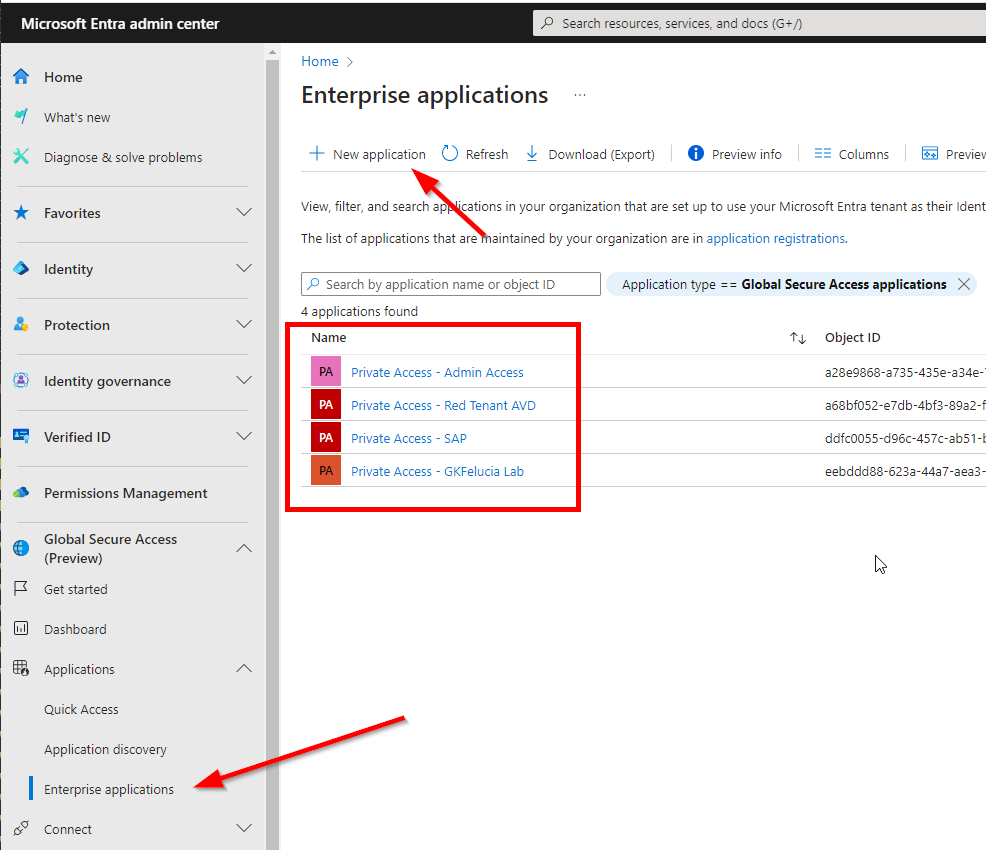 Microsoft Entra admin center
Search resources, services, and docs (G+/)
Home
What's new
Diagnose & solve problems
Favorites
Identity
Protection
Identity governance
Verified ID
Permissions Management
Global Secure Access
(Preview)
Get started
Dashboard
Applications
Quick Access
Application discovery
Enterprise applications
Connect
Home
Enterprise applications
...
New application
Refresh
Download (Export)
Preview info
Columns
Preview
View, filter, and search applications in your organization that are set up to use your Microsoft Entra tenant as their Identi
The list of applications that are maintained by your organization are in application registrations.
Search by application name or object ID
Application type == Global Secure Access applications
4 applications found
Name Object ID
PA Private Access - Admin Access a28e9868-a735-435e-a34e-
PA Private Access - Red Tenant AVD a68bf052-e7db-4bf3-89a2-f
PA Private Access - SAP ddfc0055-d96c-457c-ab51-b
PA Private Access - GKFelucia Lab eebddd88-623a-44a7-aea3-